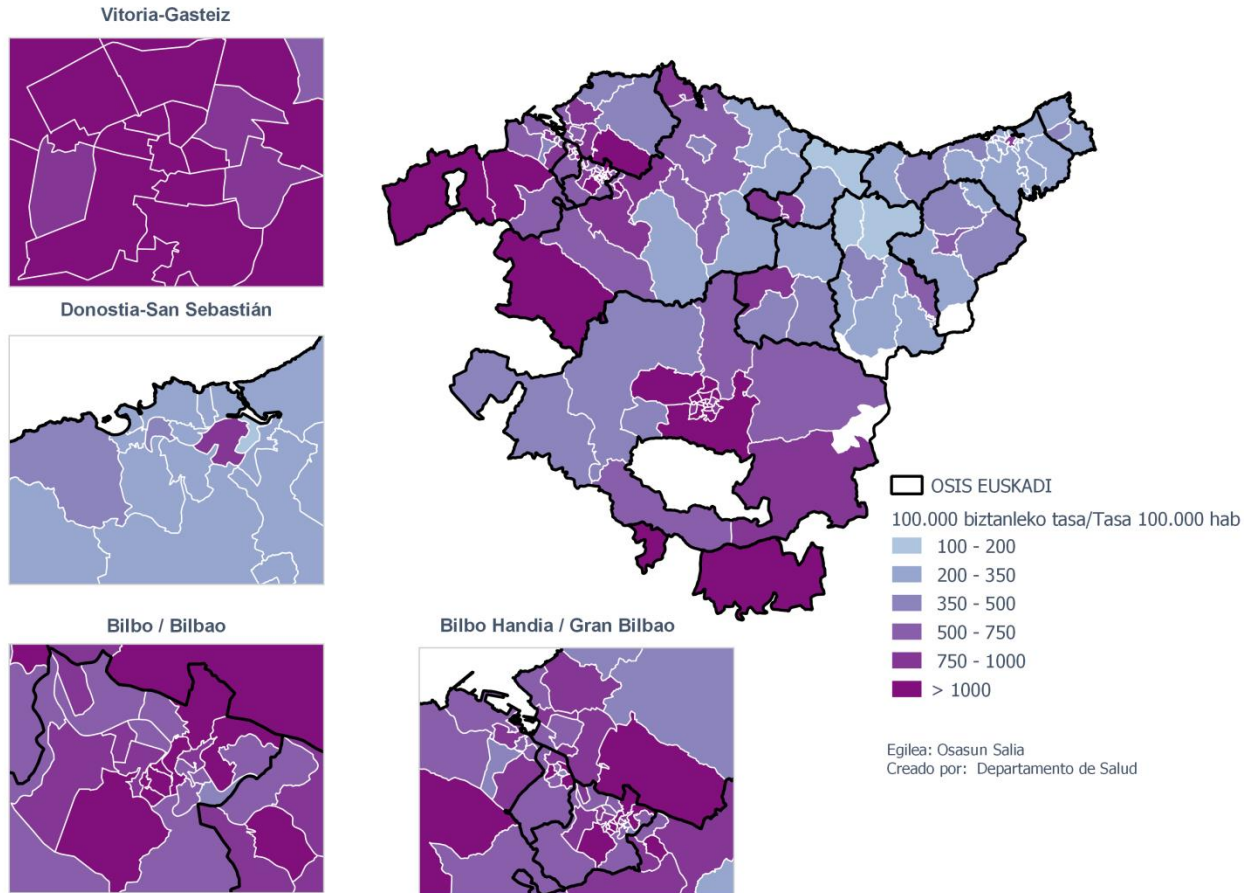 Vitoria-Gasteiz
Donostia-San Sebastián
Bilbo / Bilbao
Bilbo Handia / Gran Bilbao
OSIS EUSKADI
100.000 biztanleko tasa/Tasa 100.000 hab
100 - 200
200 - 350
350 - 500
500 - 750
750 - 1000
> 1000
Egilea: Osasun Salia
Creado por: Departamento de Salud